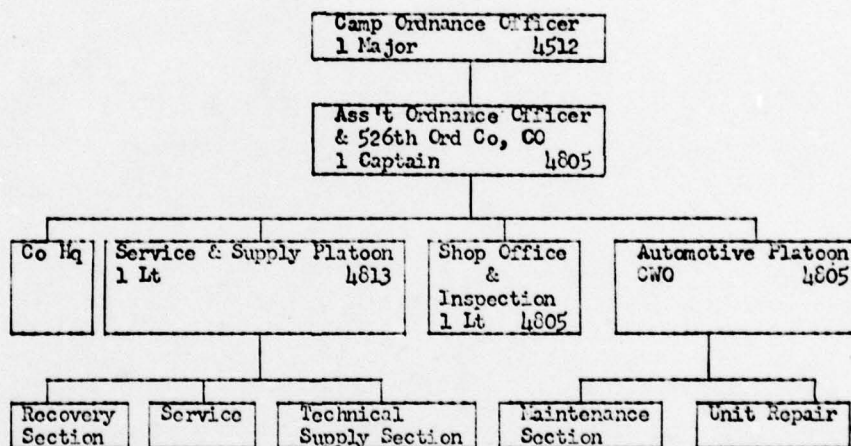 Camp Ordnance Officer
1 Major 4512
Ass't Ordnance Officer
& 526th Ord Co, CO
1 Captain 4805
Co Hq
Service & Supply Platoon
1 Lt 4813
Shop Office
&
Inspection
1 Lt 4805
Automotive Platoon
CWO 4805
Recovery
Section
Service
Technical
Supply Section
Maintenance
Section
Unit Repair